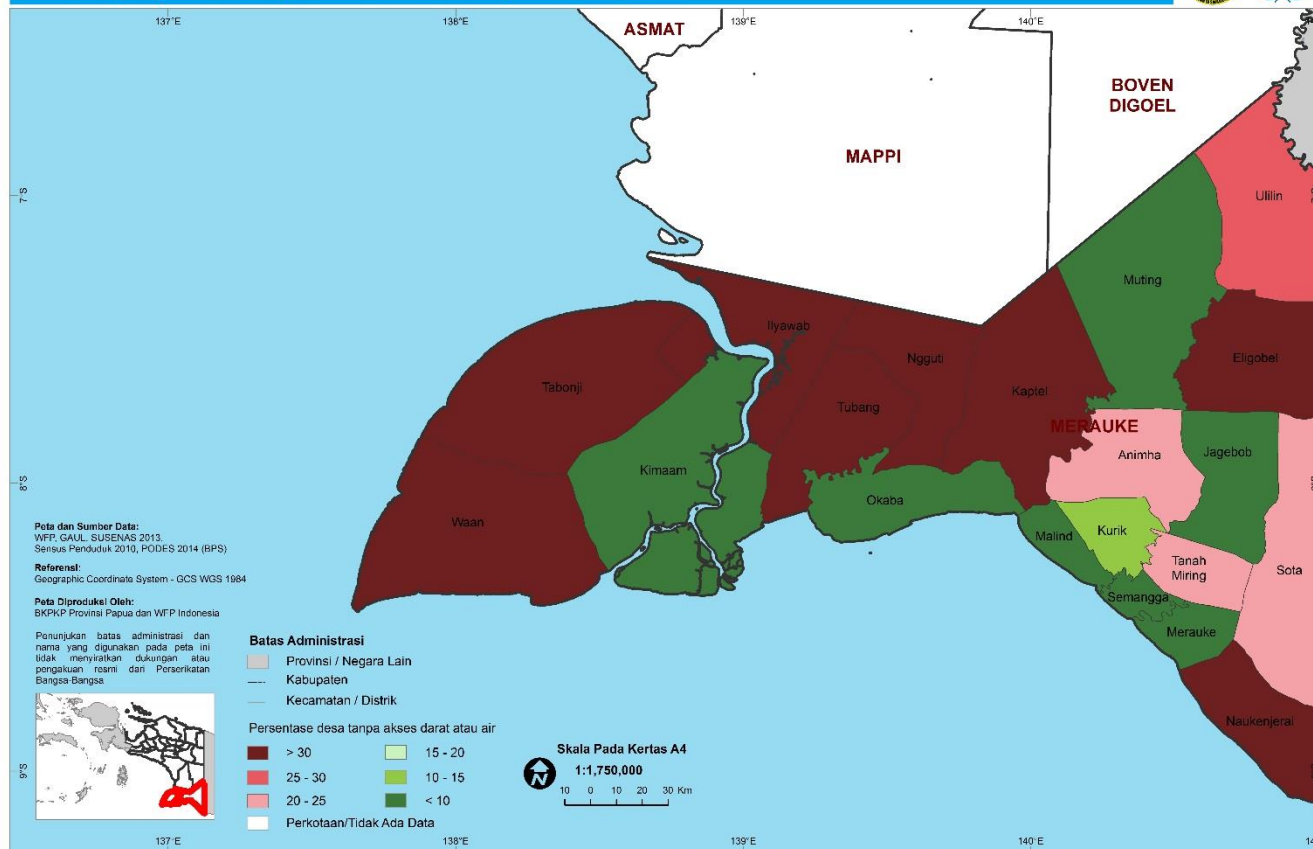 137°E
138°E
139°E
140°E
ASMAT
BOVEN
DIGOEL
MAPPI
7°S
Ulilin
Muting
Ilyawab
Ngguti
Eligobel
Tabonji
Kaptel
Tubang
MERAUKE
Animha
Jagebob
Kimaam
8°S
Okaba
Waan
Malind
Kurik
Tanah
Miring
Sota
Semangga
Merauke
Naukenjerai
Peta dan Sumber Data:
WFP, GAUL, SUSENAS 2013,
Sensus Penduduk 2010, PODES 2014 (BPS)
Referensi:
Geographic Coordinate System - GCS WGS 1984
Peta Diproduksi Oleh:
BKPKP Provinsi Papua dan WFP Indonesia
Penunjukan batas administrasi dan
nama yang digunakan pada peta ini
tidak menyiratkan dukungan atau
pengakuan resmi dari Perserikatan
Bangsa-Bangsa
Batas Administrasi
Provinsi / Negara Lain
Kabupaten
Kecamatan / Distrik
Persentase desa tanpa akses darat atau air
> 30
25 - 30
20 - 25
15 - 20
10 - 15
< 10
Perkotaan/Tidak Ada Data
N
Skala Pada Kertas A4
1:1,750,000
10 0 10 20 30 Km
9°S
137°E
138°E
139°E
140°E